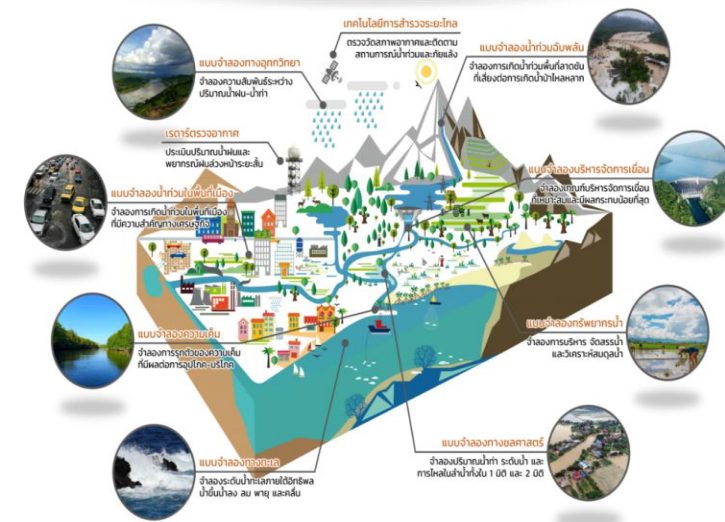 เทคโนโลยีการสำรวจระยะไกล
ตรวจวัดสภาพอากาศและติดตาม
สถานการณ์น้ำท่วมและภัยแล้ง
แบบจำลองทางอุทกวิทยา
จำลองความสัมพันธ์ระหว่าง
ปริมาณน้ำฝน-น้ำท่า
แบบจำลองน้ำท่วมฉับพลัน
จำลองการเกิดน้ำท่วมพื้นที่ลาดชัน
ที่เสี่ยงต่อการเกิดน้ำป่าไหลหลาก
เรดาร์ตรวจอากาศ
ประเมินปริมาณน้ำฝนและ
พยากรณ์ฝนล่วงหน้าระยะสั้น
แบบจำลองบริหารจัดการเขื่อน
จำลองเกณฑ์บริหารจัดการเขื่อน
ที่เหมาะสมและมีผลกระทบน้อยที่สุด
แบบจำลองน้ำท่วมในพื้นที่เมือง
จำลองการเกิดน้ำท่วมในพื้นที่เมือง
ที่มีความสำคัญทางเศรษฐกิจ
แบบจำลองความเค็ม
จำลองการรุกตัวของความเค็ม
ที่มีผลต่อการอุปโภค-บริโภค
แบบจำลองทรัพยากรน้ำ
จำลองการบริหาร จัดสรรน้ำ
และวิเคราะห์สมดุลน้ำ
แบบจำลองทางชลศาสตร์
จำลองปริมาณน้ำท่า ระดับน้ำ และ
การไหลในลำน้ำทั้งใน 1 มิติ และ 2 มิติ
แบบจำลองทางทะเล
จำลองระดับน้ำทะเลภายใต้อิทธิพล
น้ำขึ้นน้ำลง ลม พายุ และคลื่น